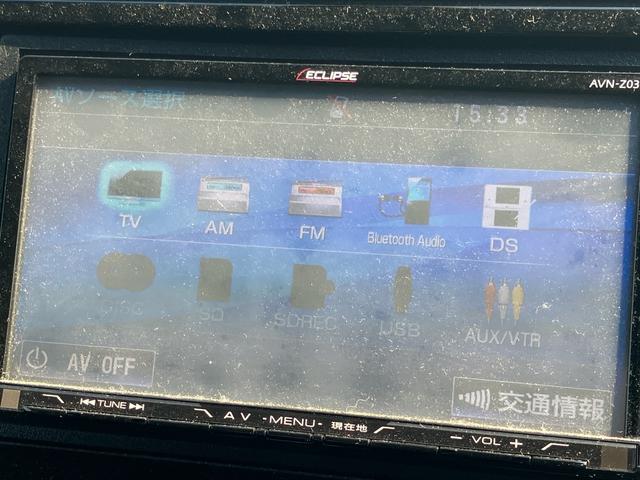 ECLIPSE
AVN-Z03
AVソース選択
15:33
TV
AM
FM
Bluetooth Audio
DS
SD
SDREC
USB
AUX/VTR
AV OFF
交通情報
TUNE
AV -MENU- 現在地
- VOL +